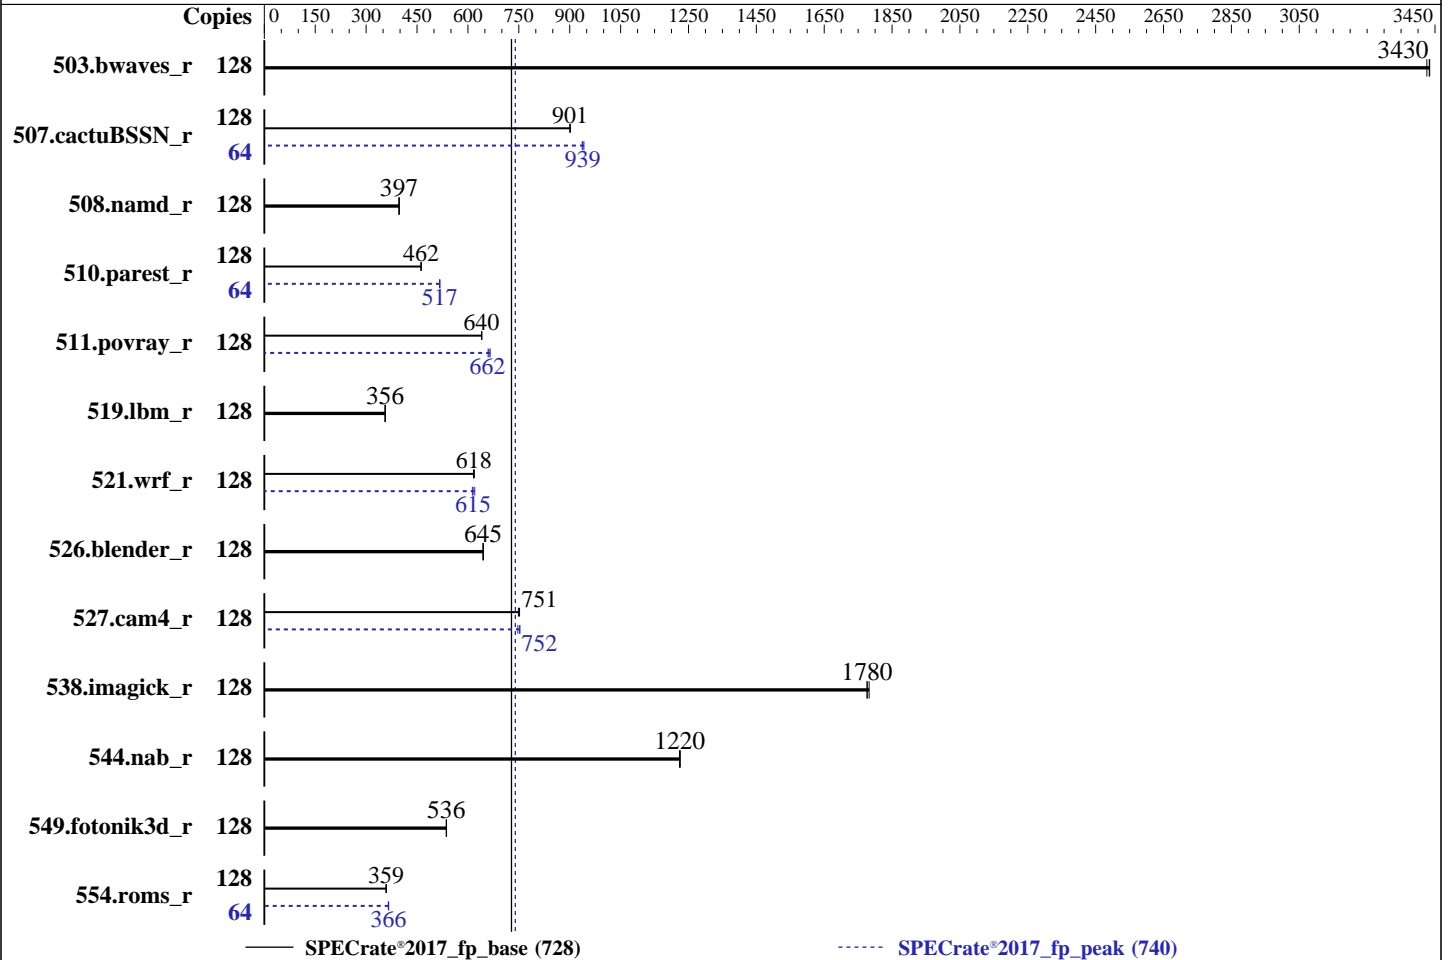 Copies 0 150 300 450 600 750 900 1050 1250 1450 1650 1850 2050 2250 2450 2650 2850 3050 3450
503.bwaves_r 128 3430
507.cactuBSSN_r 128 901
64 939
508.namd_r 128 397
510.parest_r 128 462
64 517
511.povray_r 128 640
662
519.lbm_r 128 356
521.wrf_r 128 618
615
526.blender_r 128 645
527.cam4_r 128 751
752
538.imagick_r 128 1780
544.nab_r 128 1220
549.fotonik3d_r 128 536
554.roms_r 128 359
64 366
SPECrate®2017_fp_base (728) SPECrate®2017_fp_peak (740)